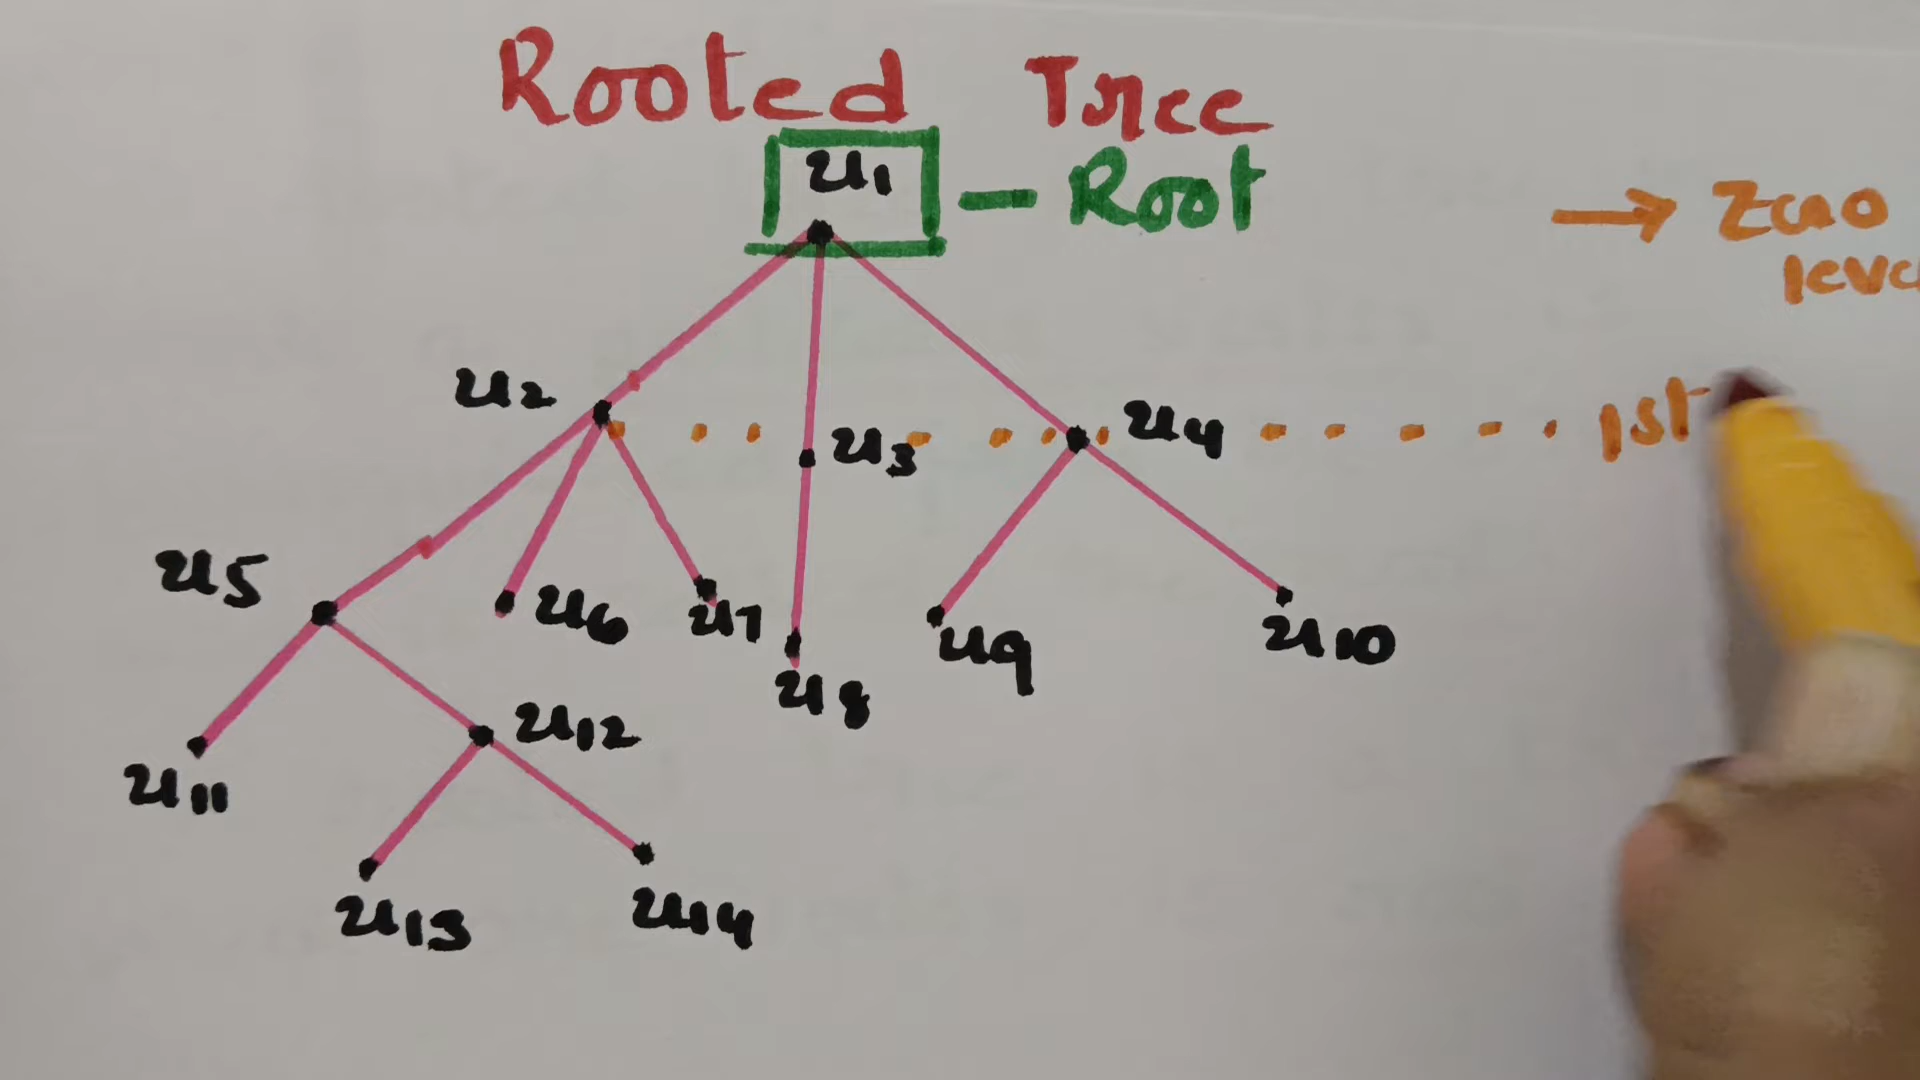 Rooted Tree
u1 - Root
→ Zero
level
u2
u3
u4
1st
u5
u6
u7
u8
u9
u10
u11
u12
u13
u14